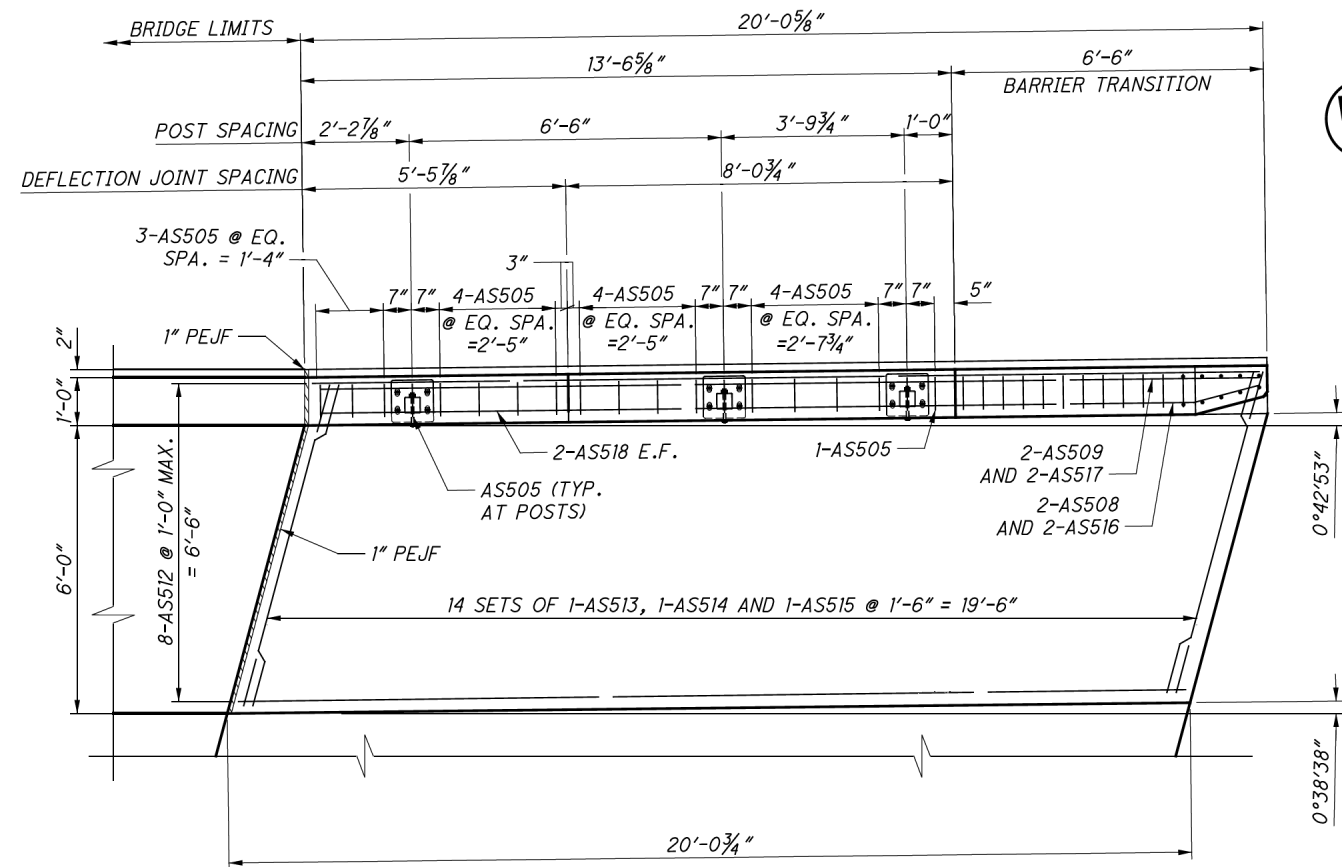 BRIDGE LIMITS
20'-0⅝"
13'-6⅝"
6'-6"
BARRIER TRANSITION
POST SPACING
2'-2⅞"
6'-6"
3'-9¾"
1'-0"
DEFLECTION JOINT SPACING
5'-5⅞"
8'-0¾"
3-AS505 @ EQ.
SPA. = 1'-4"
3"
7"
7"
4-AS505
@ EQ. SPA.
=2'-5"
4-AS505
@ EQ. SPA.
=2'-5"
7"
7"
4-AS505
@ EQ. SPA.
=2'-7¾"
7"
7"
5"
2"
1" PEJF
1'-0"
2-AS518 E.F.
1-AS505
2-AS509
AND 2-AS517
AS505 (TYP.
AT POSTS)
2-AS508
AND 2-AS516
0°42'53"
8-AS512 @ 1'-0" MAX.
= 6'-6"
6'-0"
1" PEJF
14 SETS OF 1-AS513, 1-AS514 AND 1-AS515 @ 1'-6" = 19'-6"
0°38'38"
20'-0¾"